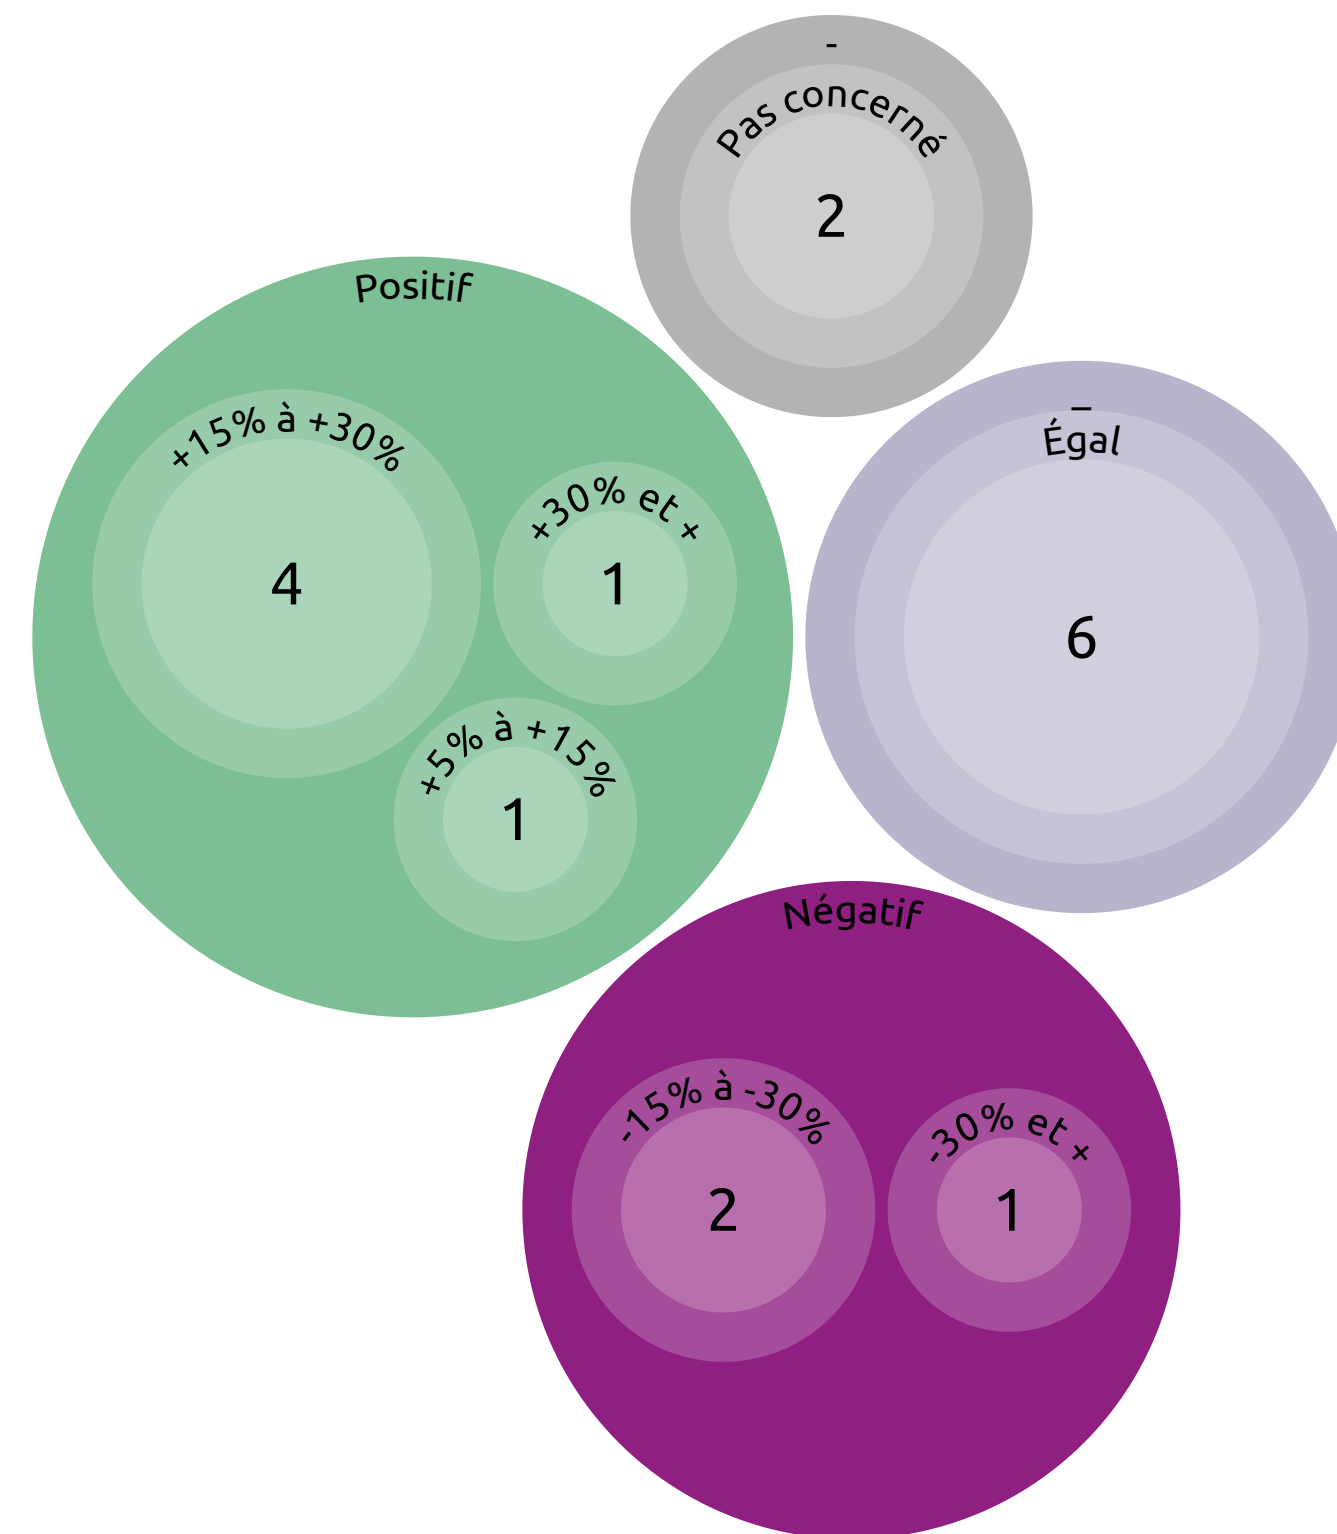 -
Pas concerné
2
Positif
+15% à +30%
4
+30% et +
1
+5% à +15%
1
–
Égal
6
Négatif
-15% à -30%
2
-30% et +
1